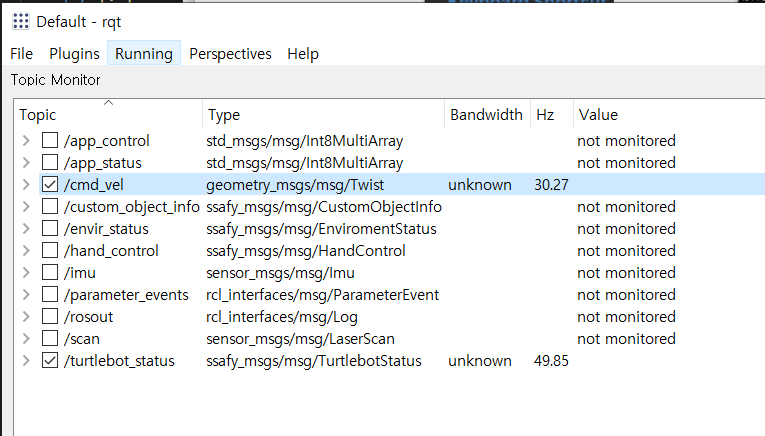 Default - rqt
File Plugins Running Perspectives Help
Topic Monitor
Topic Type Bandwidth Hz Value
/app_control std_msgs/msg/Int8MultiArray not monitored
/app_status std_msgs/msg/Int8MultiArray not monitored
/cmd_vel geometry_msgs/msg/Twist unknown 30.27
/custom_object_info ssafy_msgs/msg/CustomObjectInfo not monitored
/envir_status ssafy_msgs/msg/EnviromentStatus not monitored
/hand_control ssafy_msgs/msg/HandControl not monitored
/imu sensor_msgs/msg/Imu not monitored
/parameter_events rcl_interfaces/msg/ParameterEvent not monitored
/rosout rcl_interfaces/msg/Log not monitored
/scan sensor_msgs/msg/LaserScan not monitored
/turtlebot_status ssafy_msgs/msg/TurtlebotStatus unknown 49.85